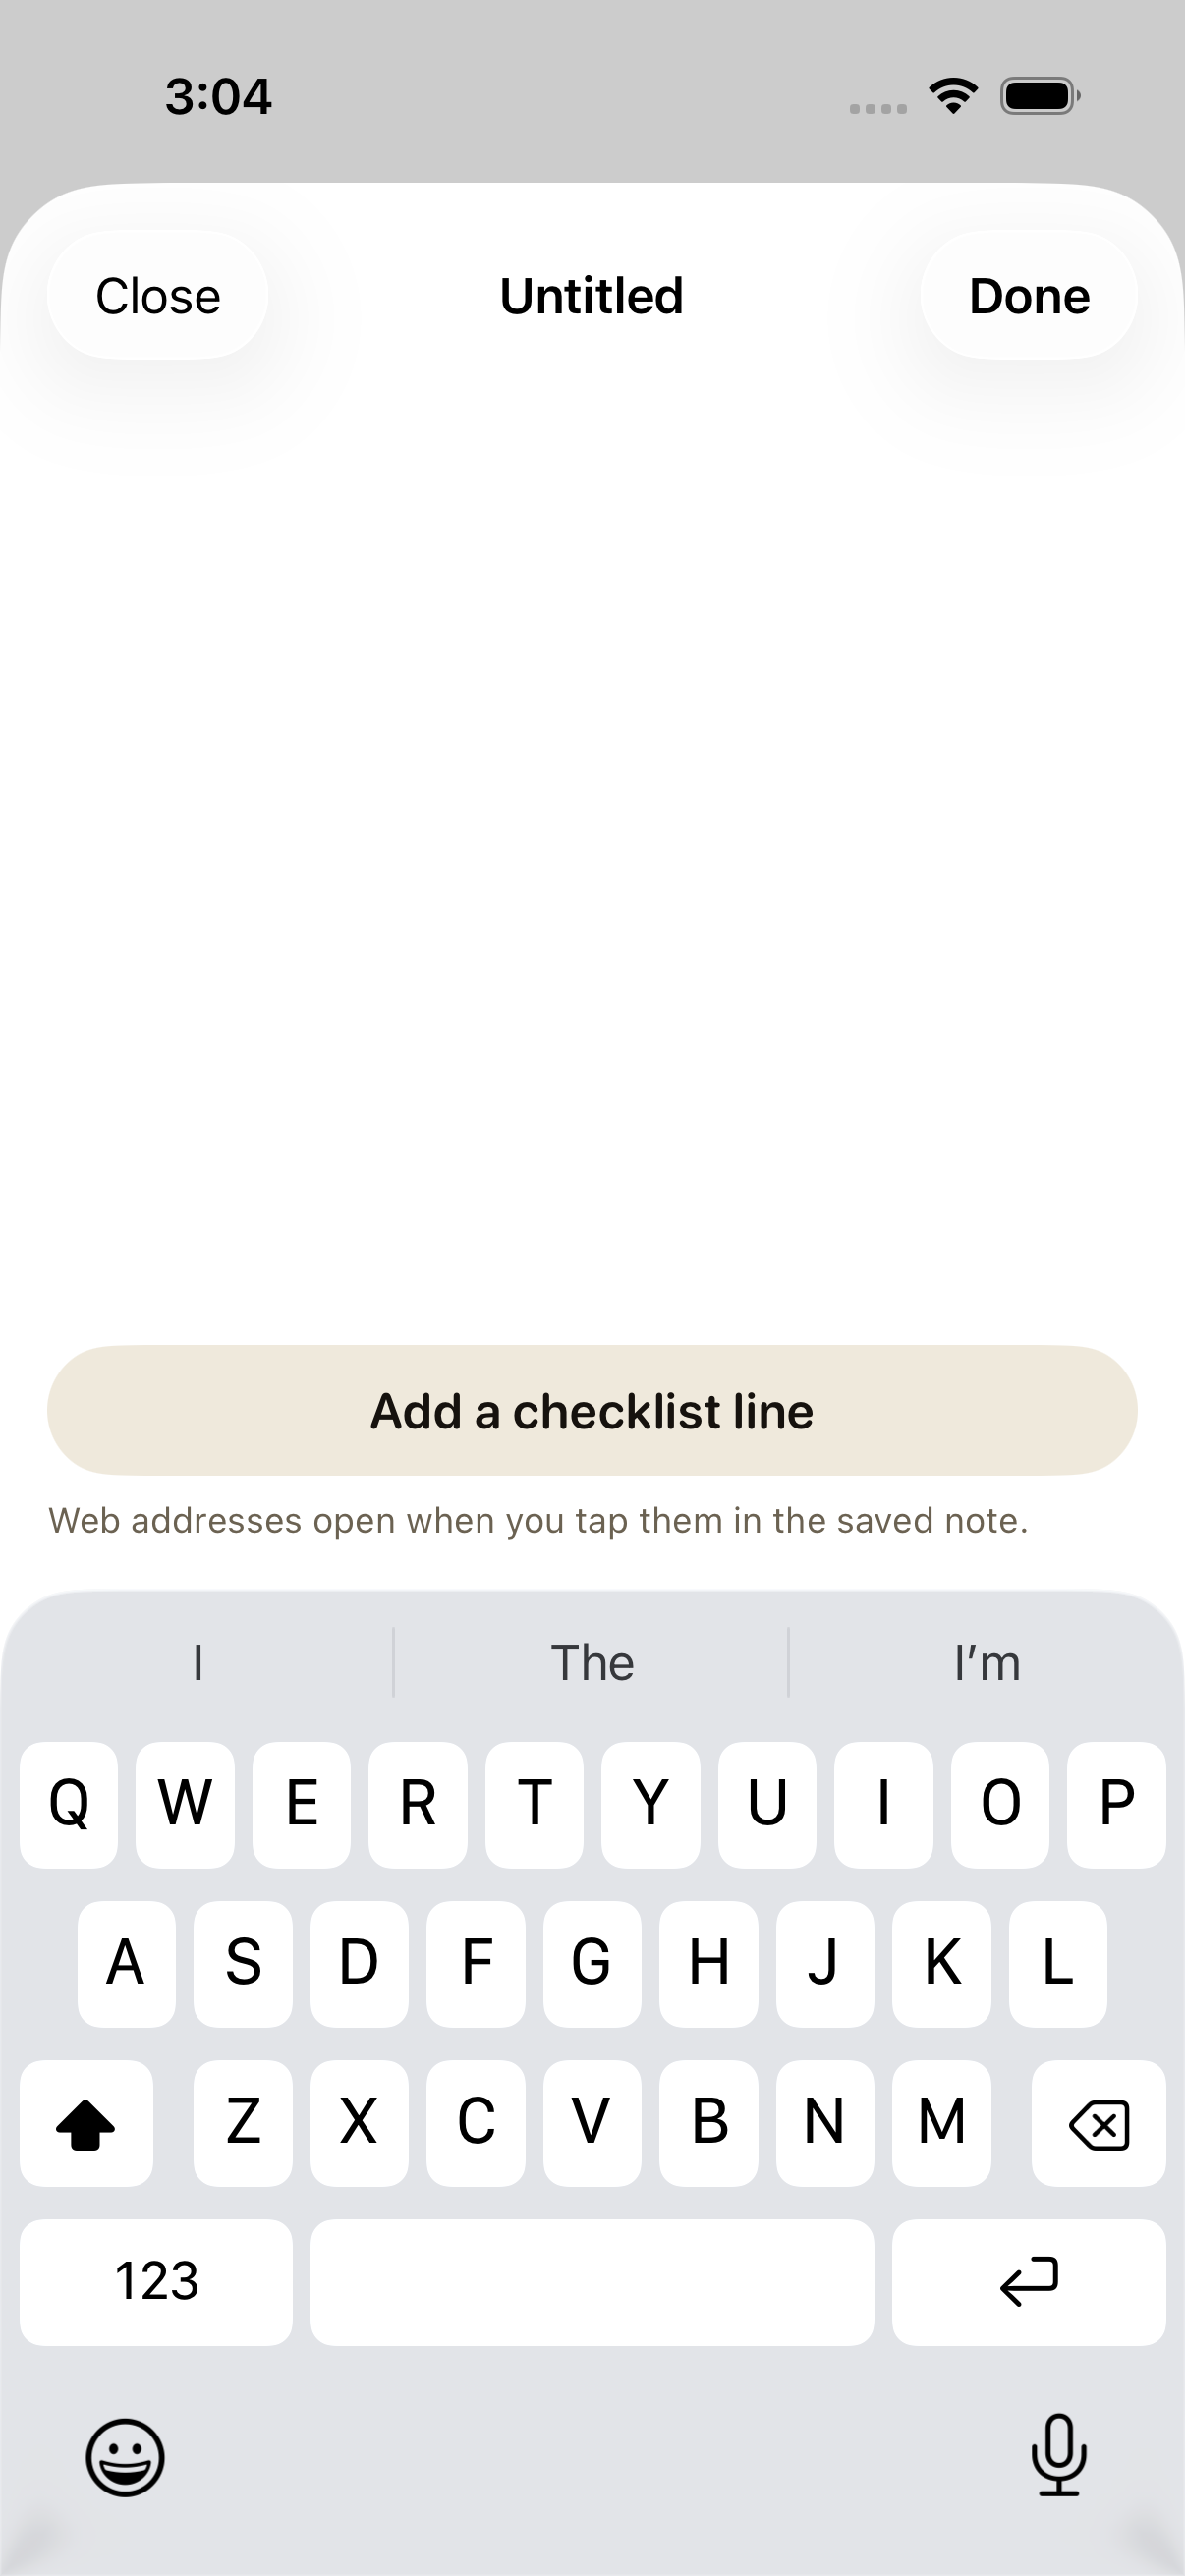 3:04
Close Untitled Done
Add a checklist line
Web addresses open when you tap them in the saved note.
I The I’m
Q W E R T Y U I O P
A S D F G H J K L
Z X C V B N M
123